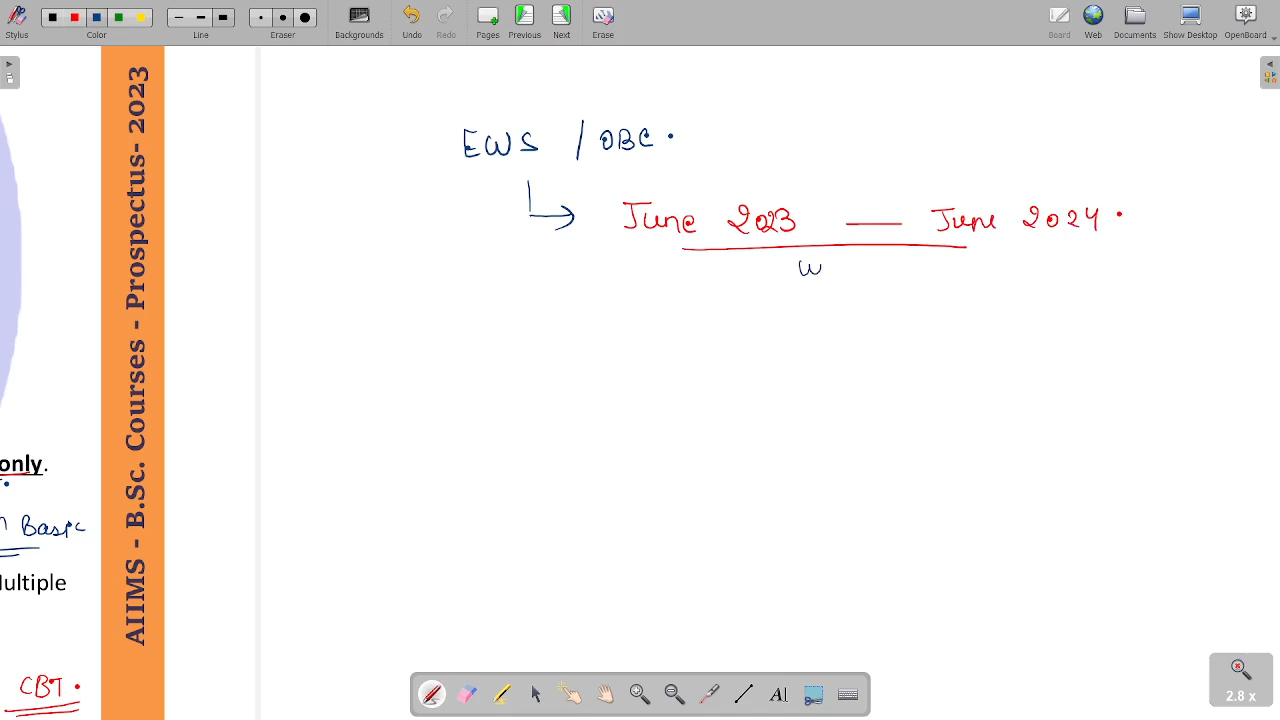 Stylus
Color
Line
Eraser
Backgrounds
Undo
Redo
Pages
Previous
Next
Erase
Board
Web
Documents
Show Desktop
OpenBoard
AIIMS - B.Sc. Courses - Prospectus- 2023
EWS / OBC.
June 2023 — June 2024.
W
only.
Basic
Multiple
CBT.
2.8 x